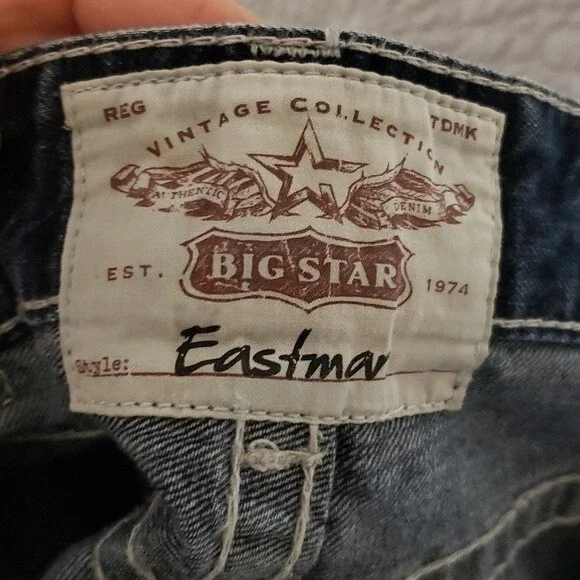 REG
TDMK
VINTAGE COLLECTION
AUTHENTIC
DENIM
EST.
BIG STAR
1974
Style: Eastman